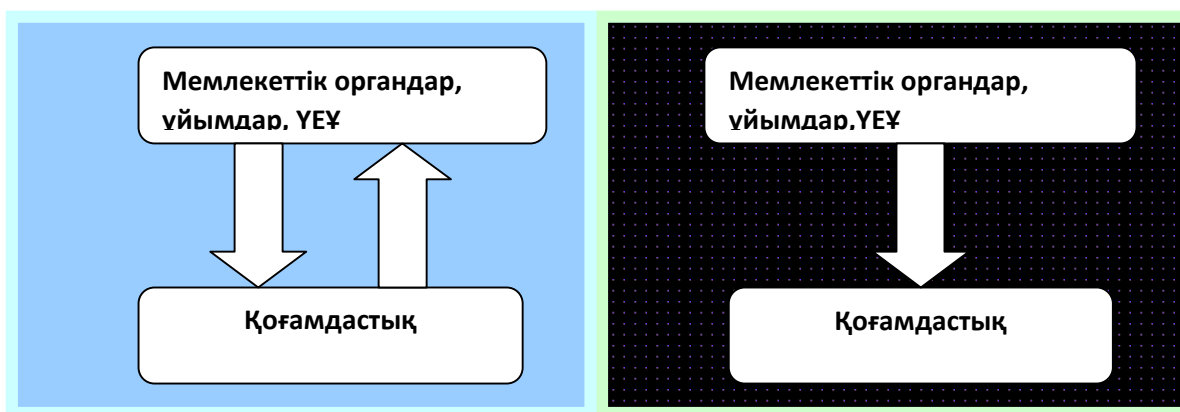 Мемлекеттік органдар,
ұйымдар, ҮЕҰ
Қоғамдастық
Мемлекеттік органдар,
ұйымдар,ҮЕҰ
Қоғамдастық